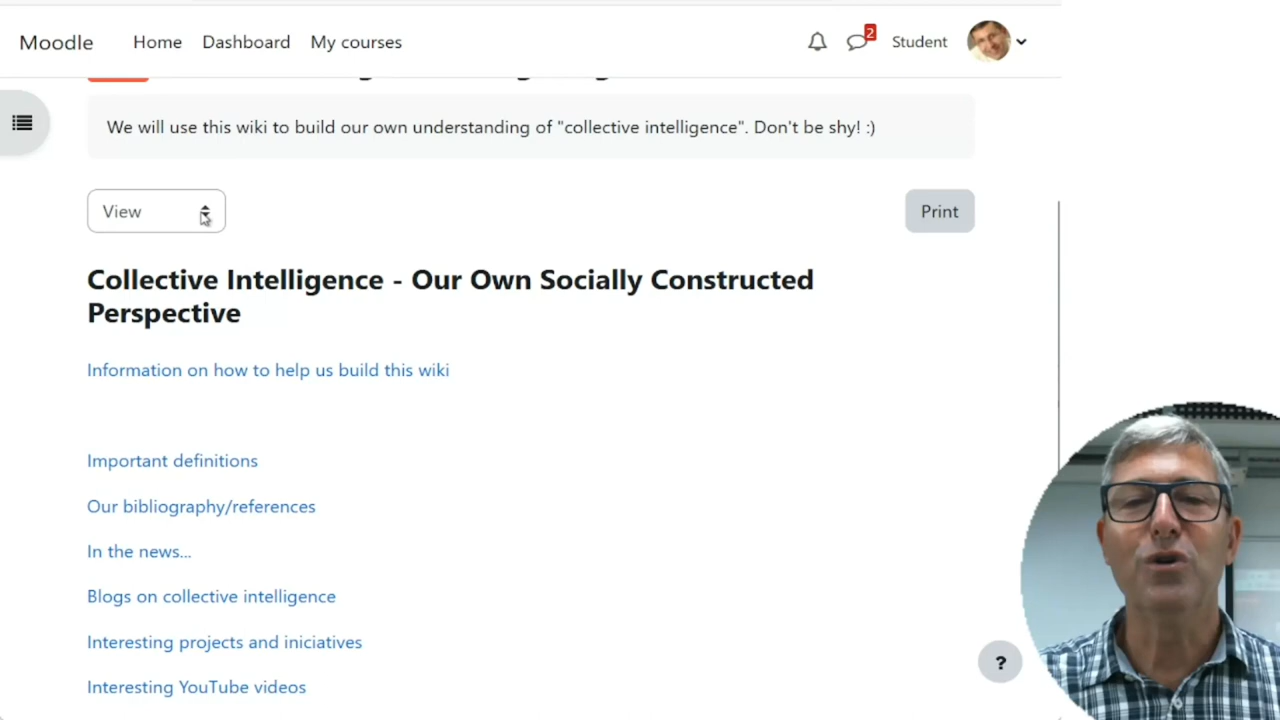 Moodle Home Dashboard My courses 2 Student
We will use this wiki to build our own understanding of "collective intelligence". Don't be shy! :)
View Print
Collective Intelligence - Our Own Socially Constructed
Perspective
Information on how to help us build this wiki
Important definitions
Our bibliography/references
In the news...
Blogs on collective intelligence
Interesting projects and iniciatives
?
Interesting YouTube videos